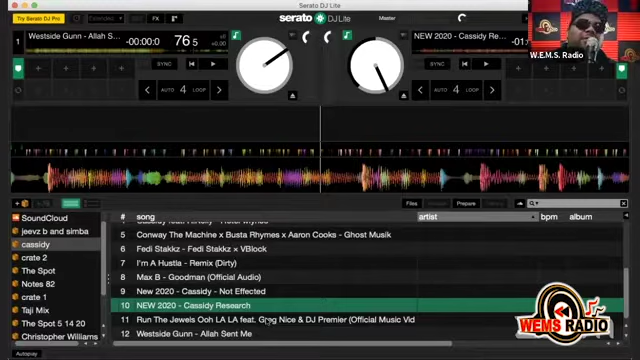 Try Serato DJ Pro
Extended
serato DJ Lite
Master
1
Westside Gunn - Allah S...
-00:00:0
76 5
NEW 2020 - Cassidy Re...
W.E.M.S. Radio
SYNC
SYNC
AUTO 4 LOOP
AUTO 4 LOOP
Files
Prepare
# song artist bpm album
SoundCloud
jeevz b and simba
cassidy
crate 2
The Spot
Notes 82
crate 1
Taji Mix
The Spot 5 14 20
Christopher Williams
5 Conway The Machine x Busta Rhymes x Aaron Cooks - Ghost Musik
6 Fedi Stakkz - Fedi Stakkz x VBlock
7 I'm A Hustla - Remix (Dirty)
8 Max B - Goodman (Official Audio)
9 New 2020 - Cassidy - Not Effected
10 NEW 2020 - Cassidy Research
11 Run The Jewels Ooh LA LA feat. Greg Nice & DJ Premier (Official Music Vid
12 Westside Gunn - Allah Sent Me
WEMS RADIO
Autoplay